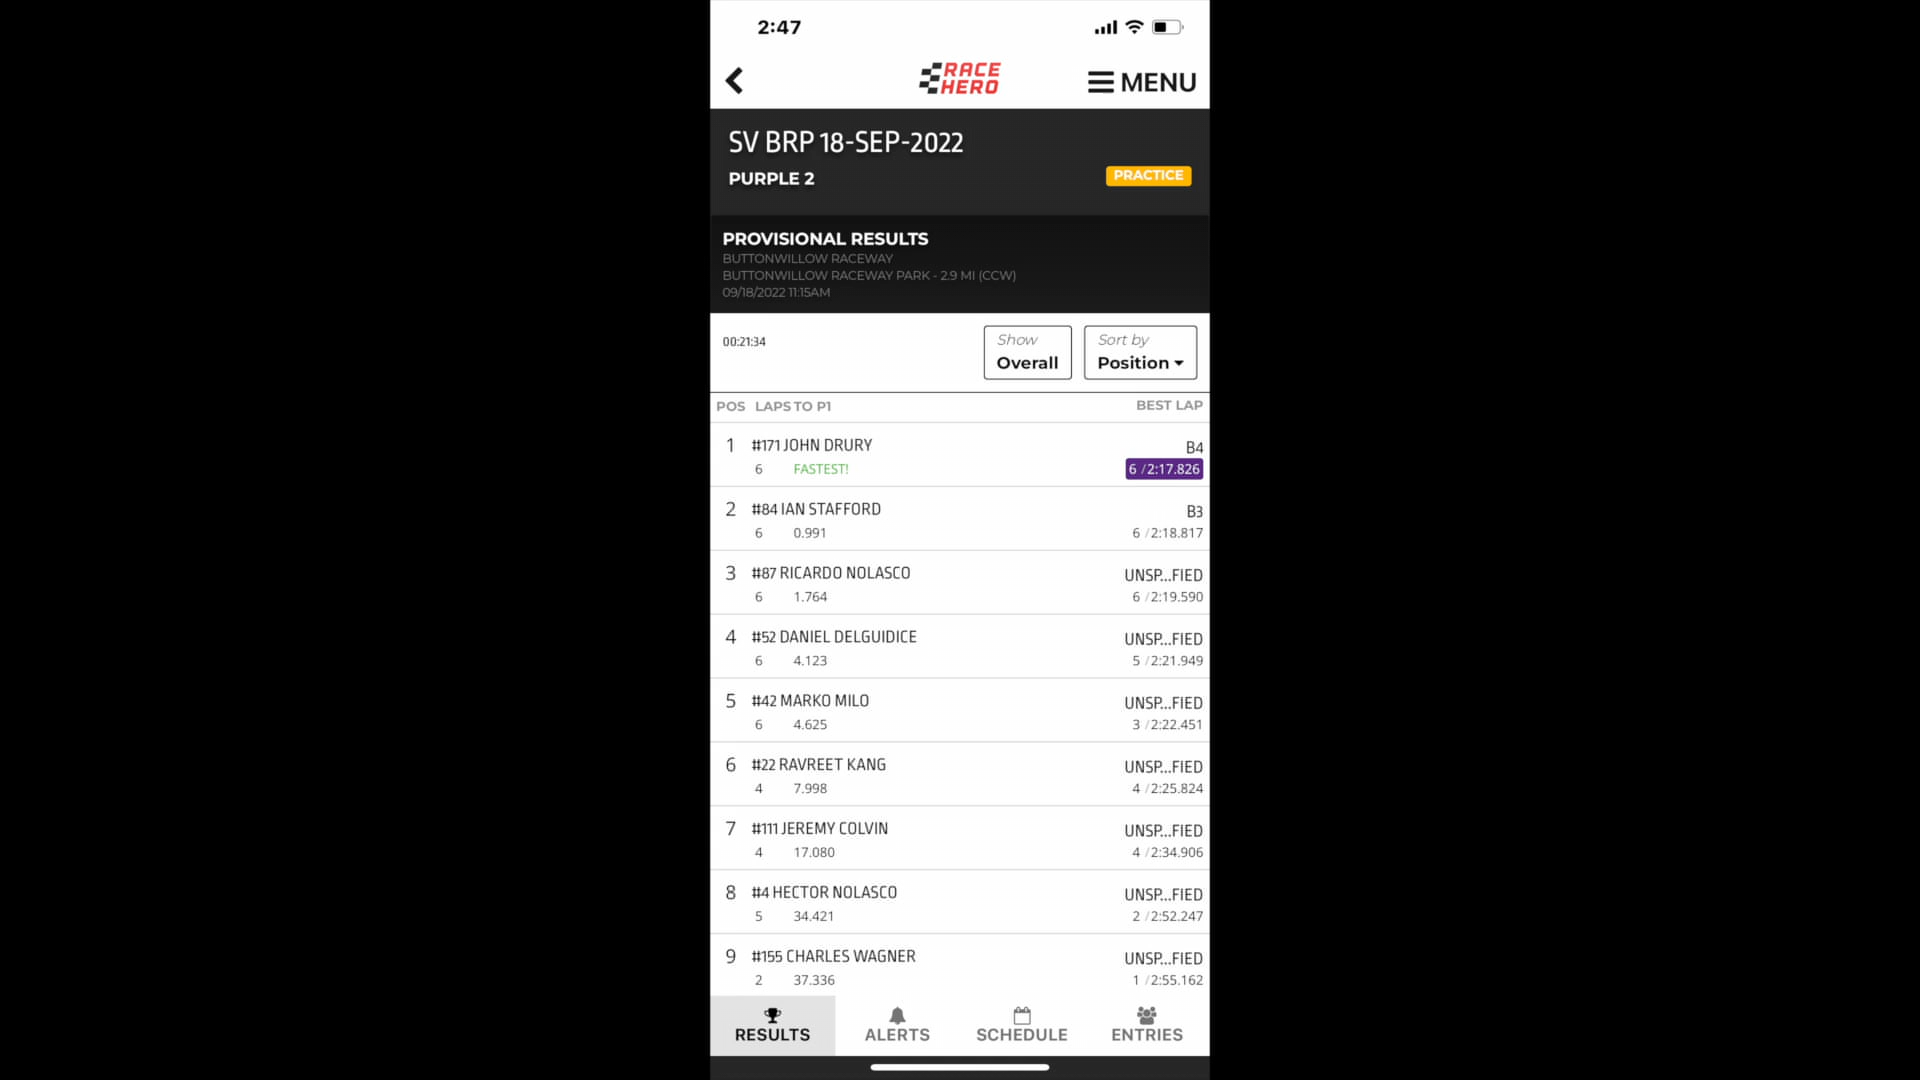 2:47
RACE HERO
MENU
SV BRP 18-SEP-2022
PURPLE 2
PRACTICE
PROVISIONAL RESULTS
BUTTONWILLOW RACEWAY
BUTTONWILLOW RACEWAY PARK - 2.9 MI (CCW)
09/18/2022 11:15AM
00:21:34
Show
Overall
Sort by
Position
POS LAPS TO P1 BEST LAP
1 #171 JOHN DRURY B4
6 FASTEST! 6 /2:17.826
2 #84 IAN STAFFORD B3
6 0.991 6 /2:18.817
3 #87 RICARDO NOLASCO UNSP...FIED
6 1.764 6 /2:19.590
4 #52 DANIEL DELGUIDICE UNSP...FIED
6 4.123 5 /2:21.949
5 #42 MARKO MILO UNSP...FIED
6 4.625 3 /2:22.451
6 #22 RAVREET KANG UNSP...FIED
4 7.998 4 /2:25.824
7 #111 JEREMY COLVIN UNSP...FIED
4 17.080 4 /2:34.906
8 #4 HECTOR NOLASCO UNSP...FIED
5 34.421 2 /2:52.247
9 #155 CHARLES WAGNER UNSP...FIED
2 37.336 1 /2:55.162
RESULTS ALERTS SCHEDULE ENTRIES